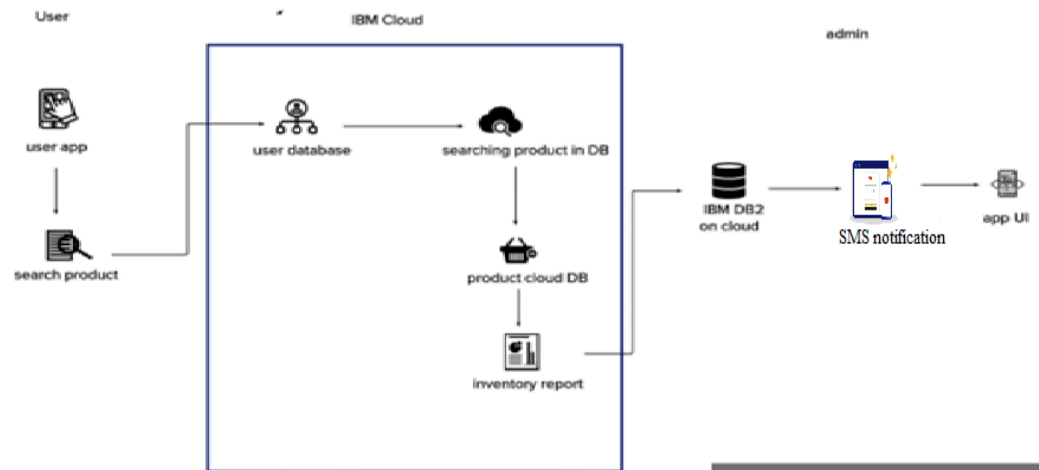 User
IBM Cloud
admin
user app
user database
searching product in DB
IBM DB2
on cloud
SMS notification
app UI
search product
product cloud DB
inventory report